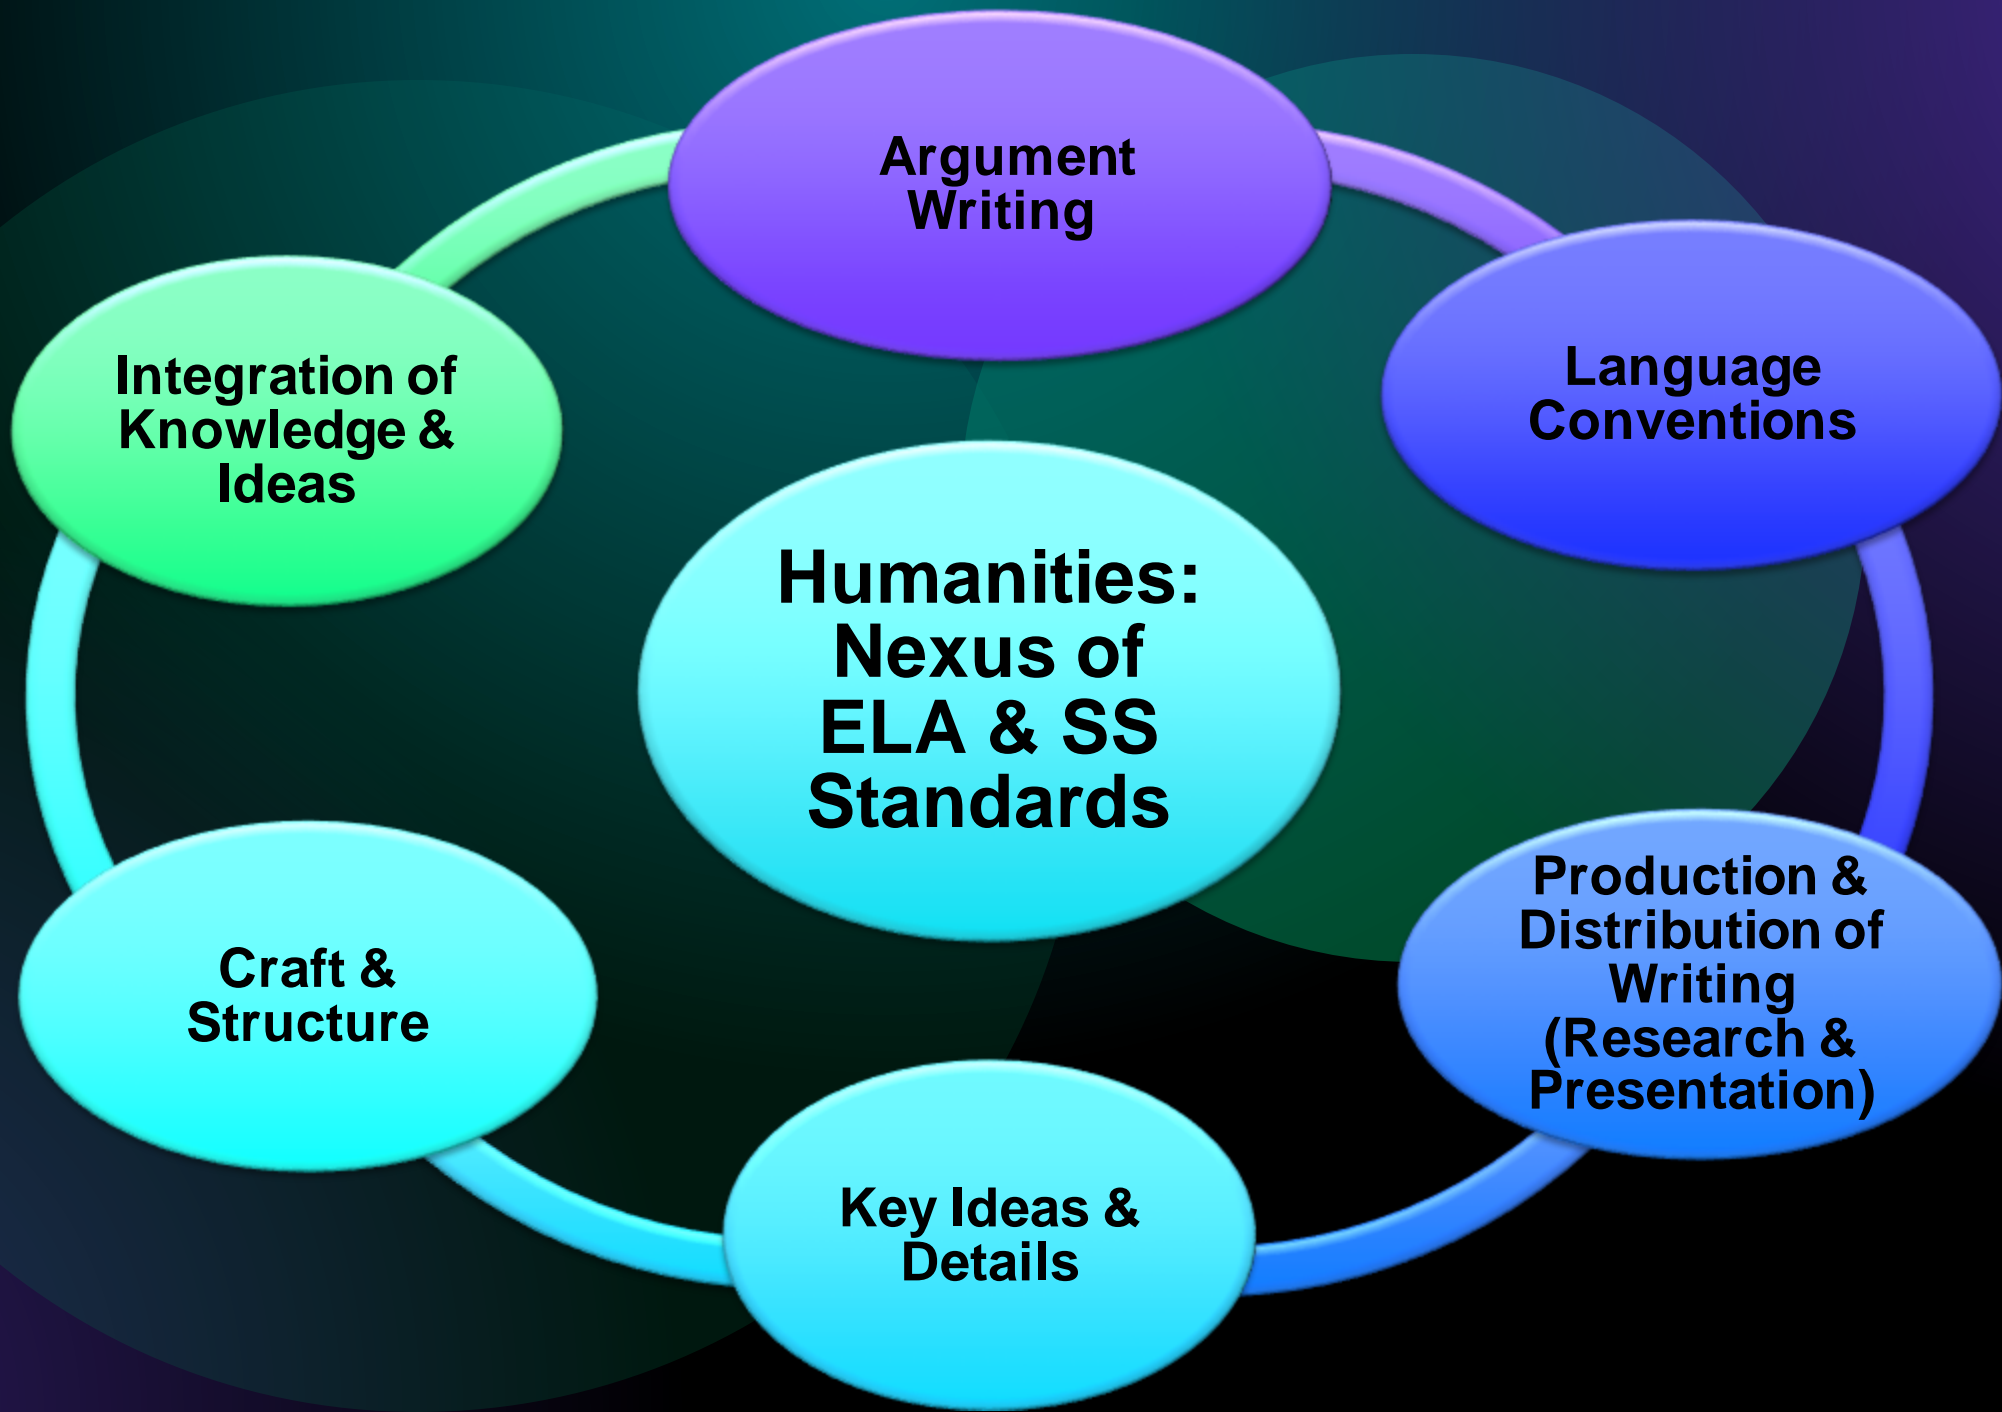 Argument
Writing
Language
Conventions
Production &
Distribution of
Writing
(Research &
Presentation)
Key Ideas &
Details
Craft &
Structure
Integration of
Knowledge &
Ideas
Humanities:
Nexus of
ELA & SS
Standards